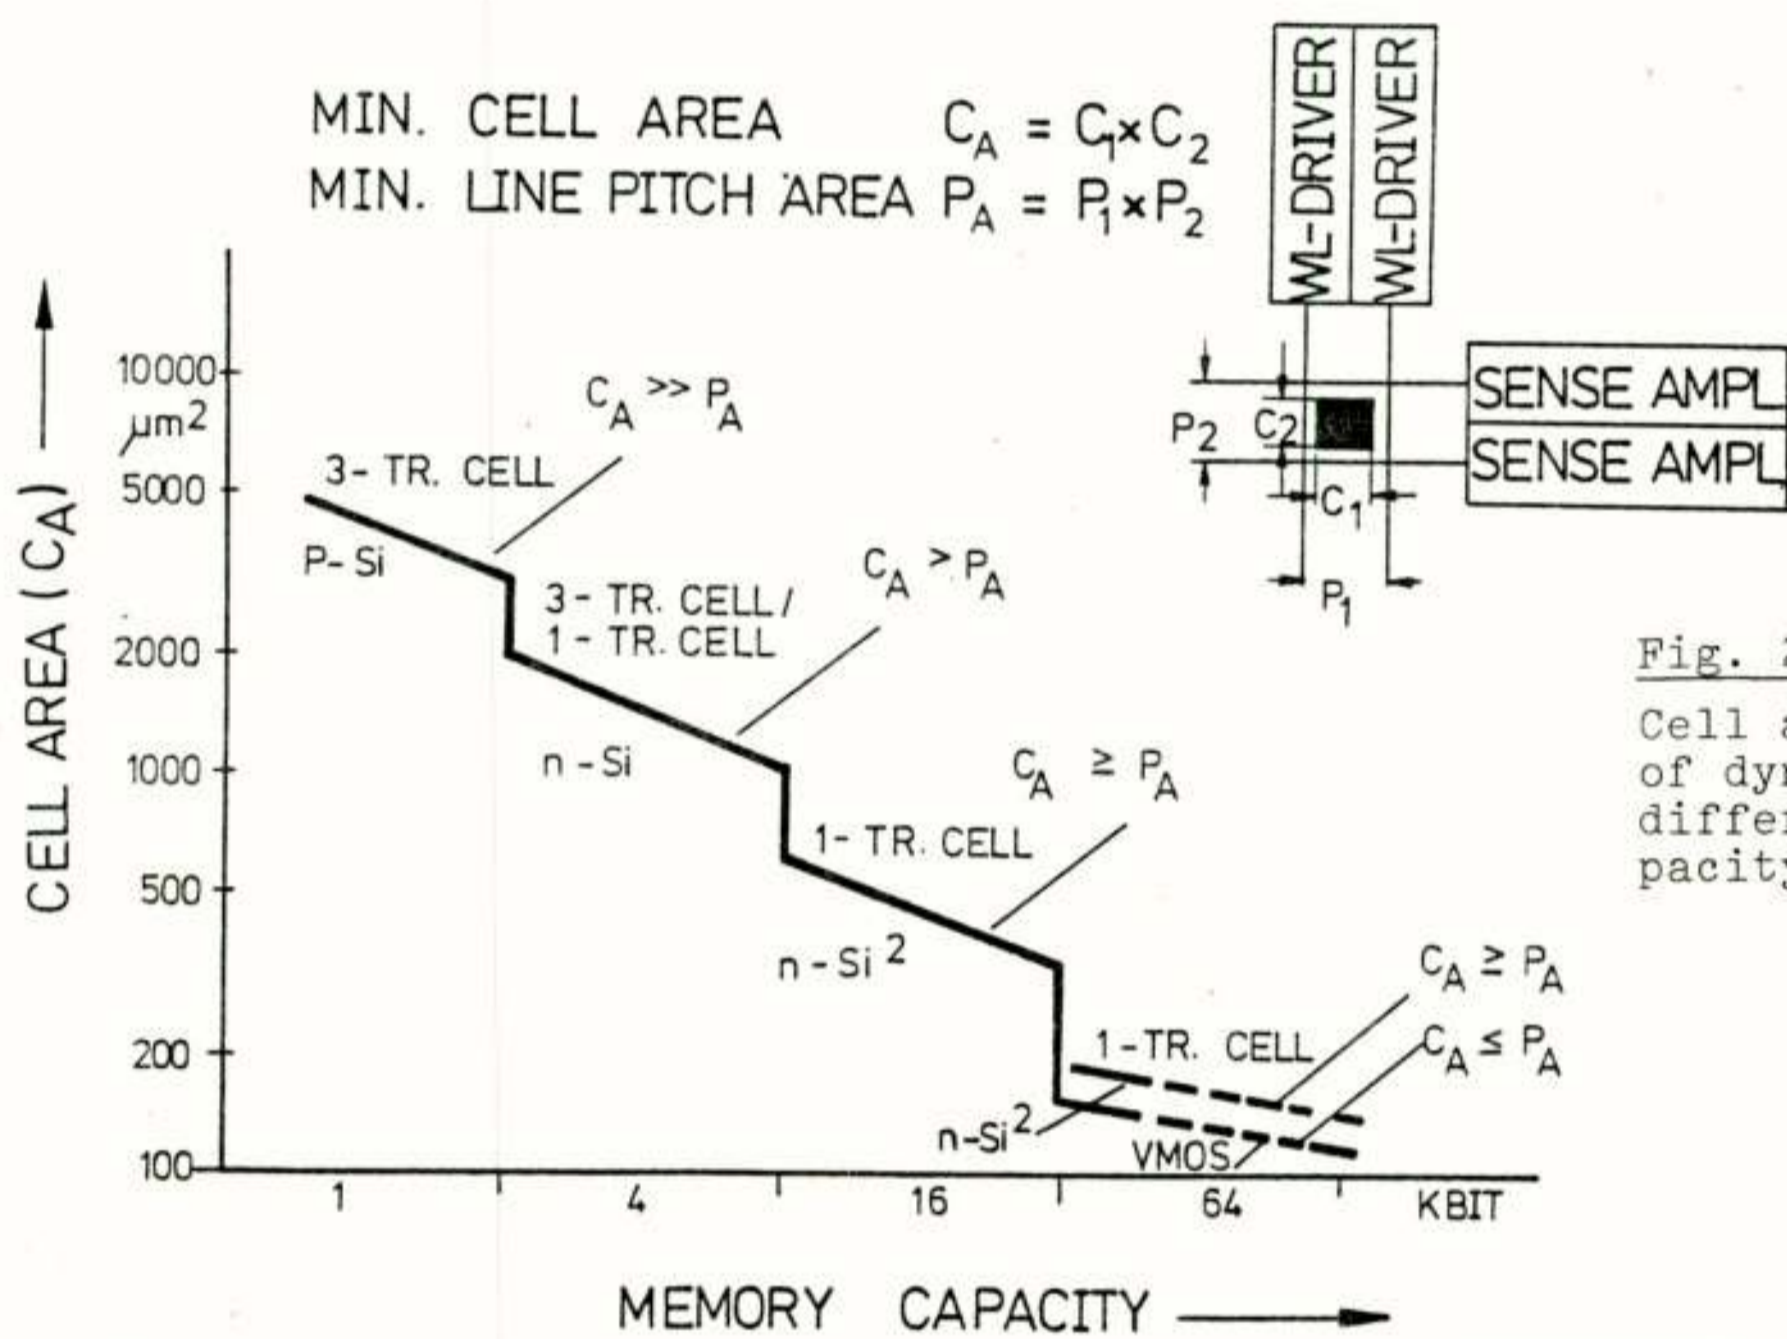 MIN. CELL AREA C_A = C_1 × C_2
MIN. LINE PITCH AREA P_A = P_1 × P_2
WL-DRIVER
WL-DRIVER
SENSE AMPL
SENSE AMPL
P_2
C_2
C_1
P_1
CELL AREA (C_A)
10000
µm²
5000
2000
1000
500
200
100
C_A >> P_A
3-TR. CELL
P-Si
C_A > P_A
3-TR. CELL/
1-TR. CELL
n-Si
C_A ≥ P_A
1-TR. CELL
n-Si²
C_A ≥ P_A
C_A ≤ P_A
1-TR. CELL
n-Si²
VMOS
1 4 16 64 KBIT
MEMORY CAPACITY
Fig.
Cell
of